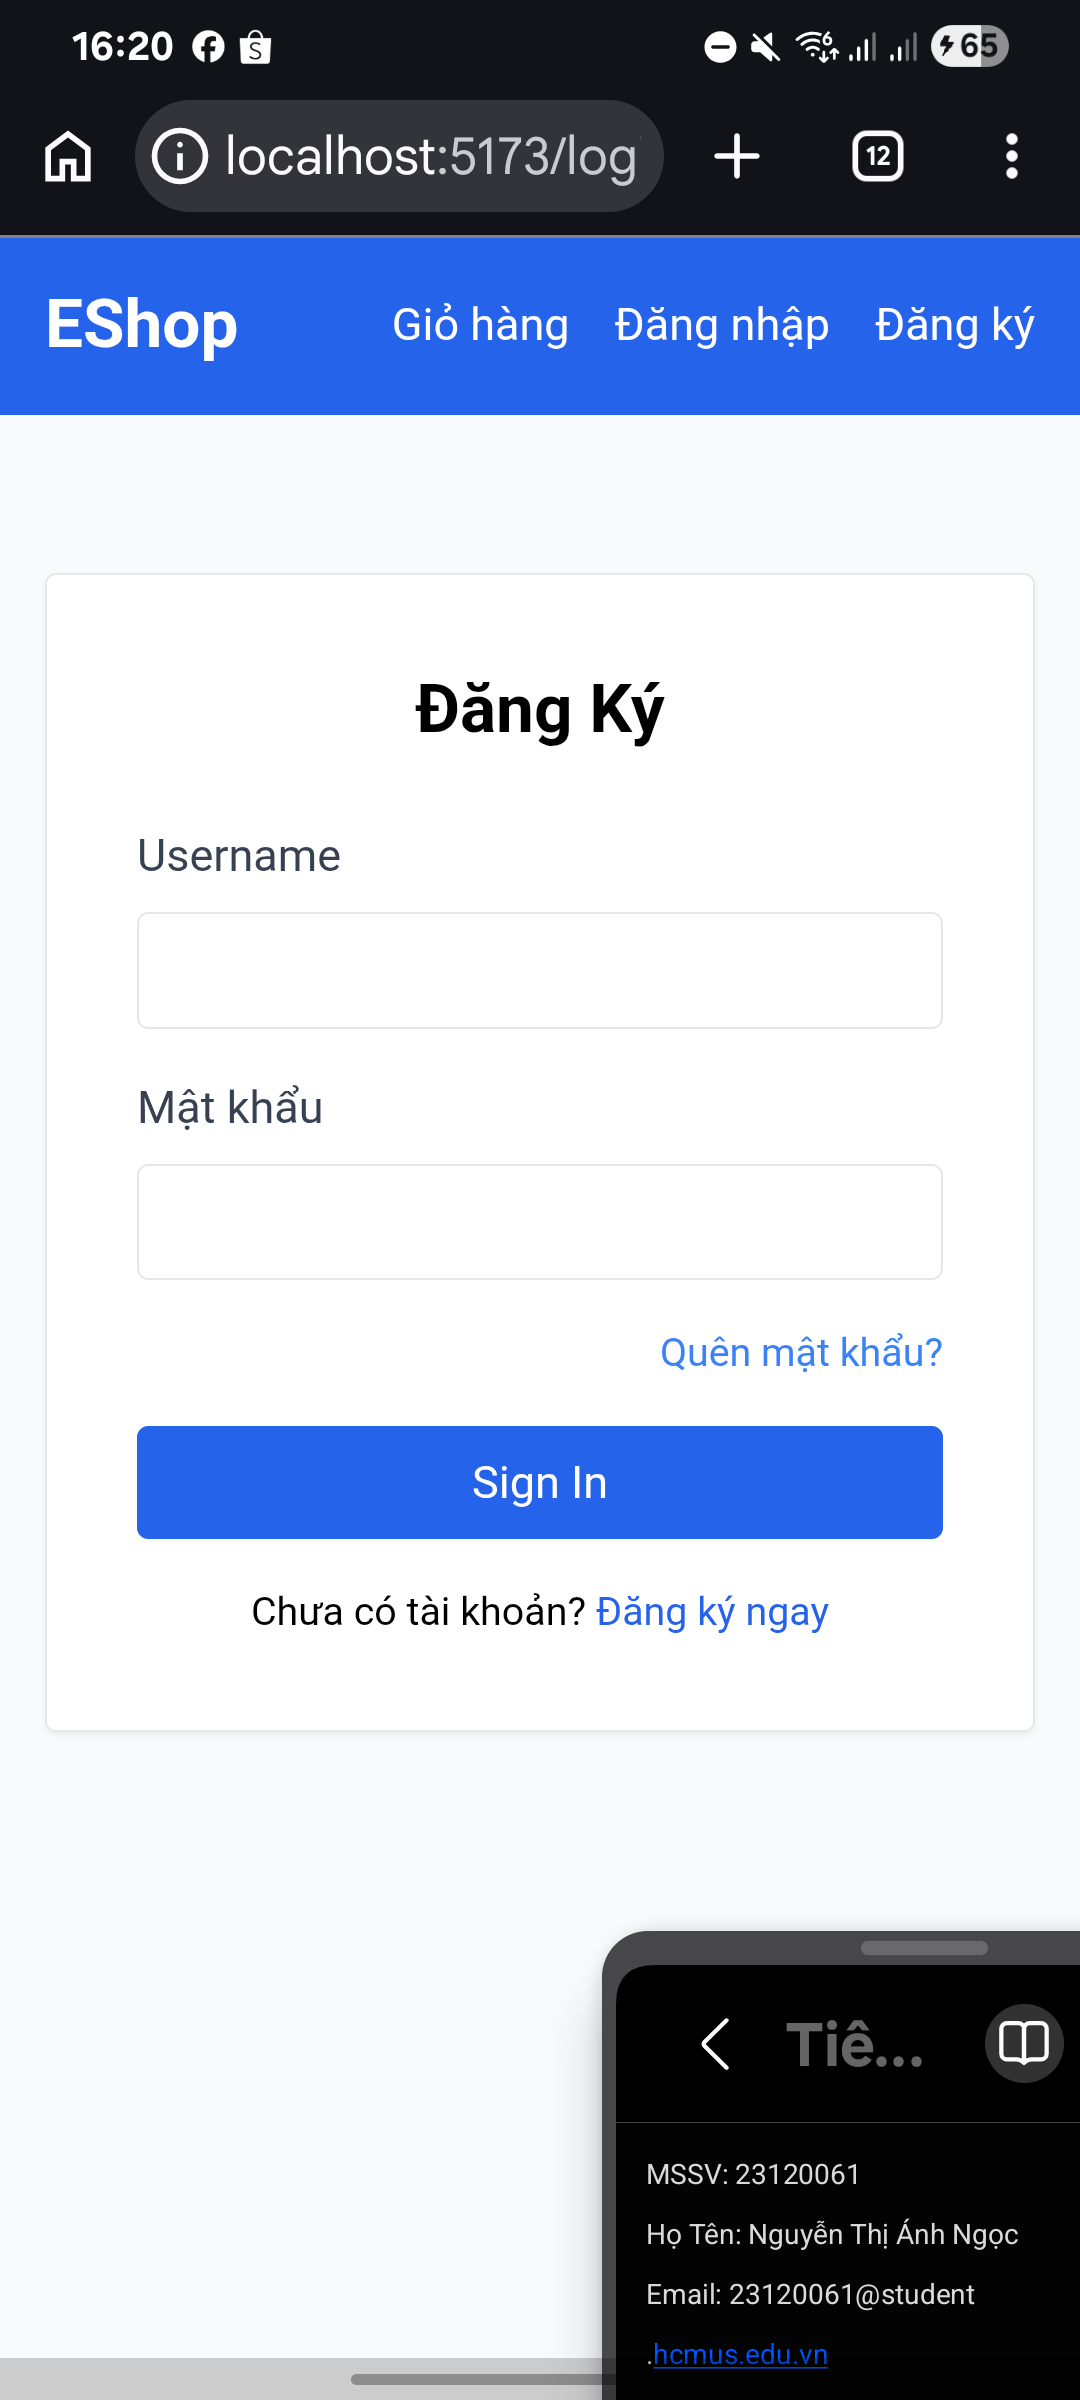 16:20
65
localhost:5173/log
12
EShop
Giỏ hàng
Đăng nhập
Đăng ký
Đăng Ký
Username
Mật khẩu
Quên mật khẩu?
Sign In
Chưa có tài khoản? Đăng ký ngay
Tiê...
MSSV: 23120061
Họ Tên: Nguyễn Thị Ánh Ngọc
Email: 23120061@student
.hcmus.edu.vn